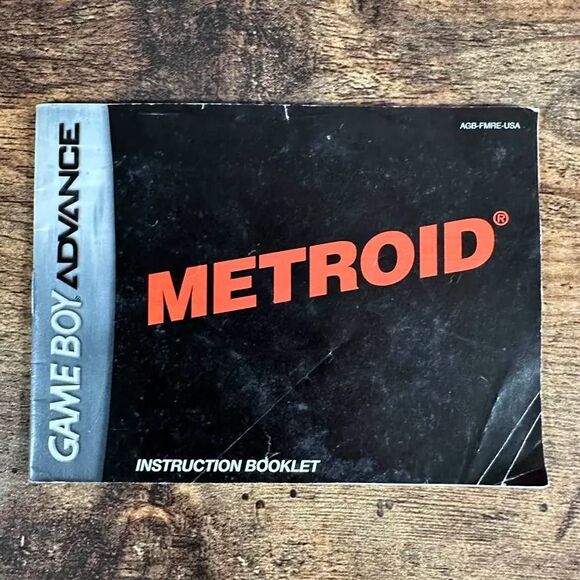 AGB-FMRE-USA
GAME BOY ADVANCE
METROID®
INSTRUCTION BOOKLET